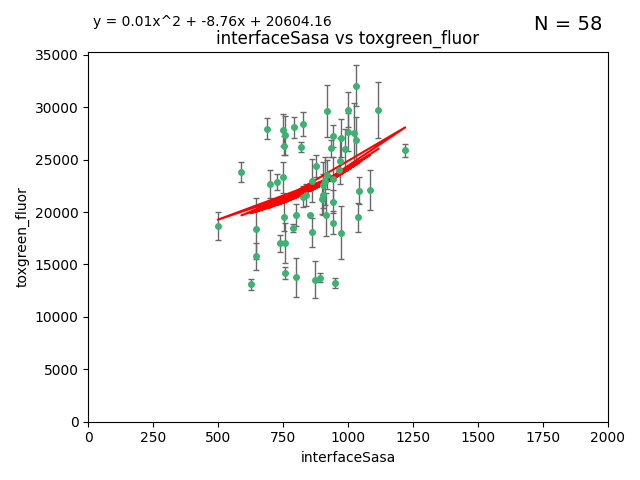 y = 0.01x^2 + -8.76x + 20604.16
N = 58
interfaceSasa vs toxgreen_fluor
35000
30000
25000
20000
15000
10000
5000
0
toxgreen_fluor
0 250 500 750 1000 1250 1500 1750 2000
interfaceSasa